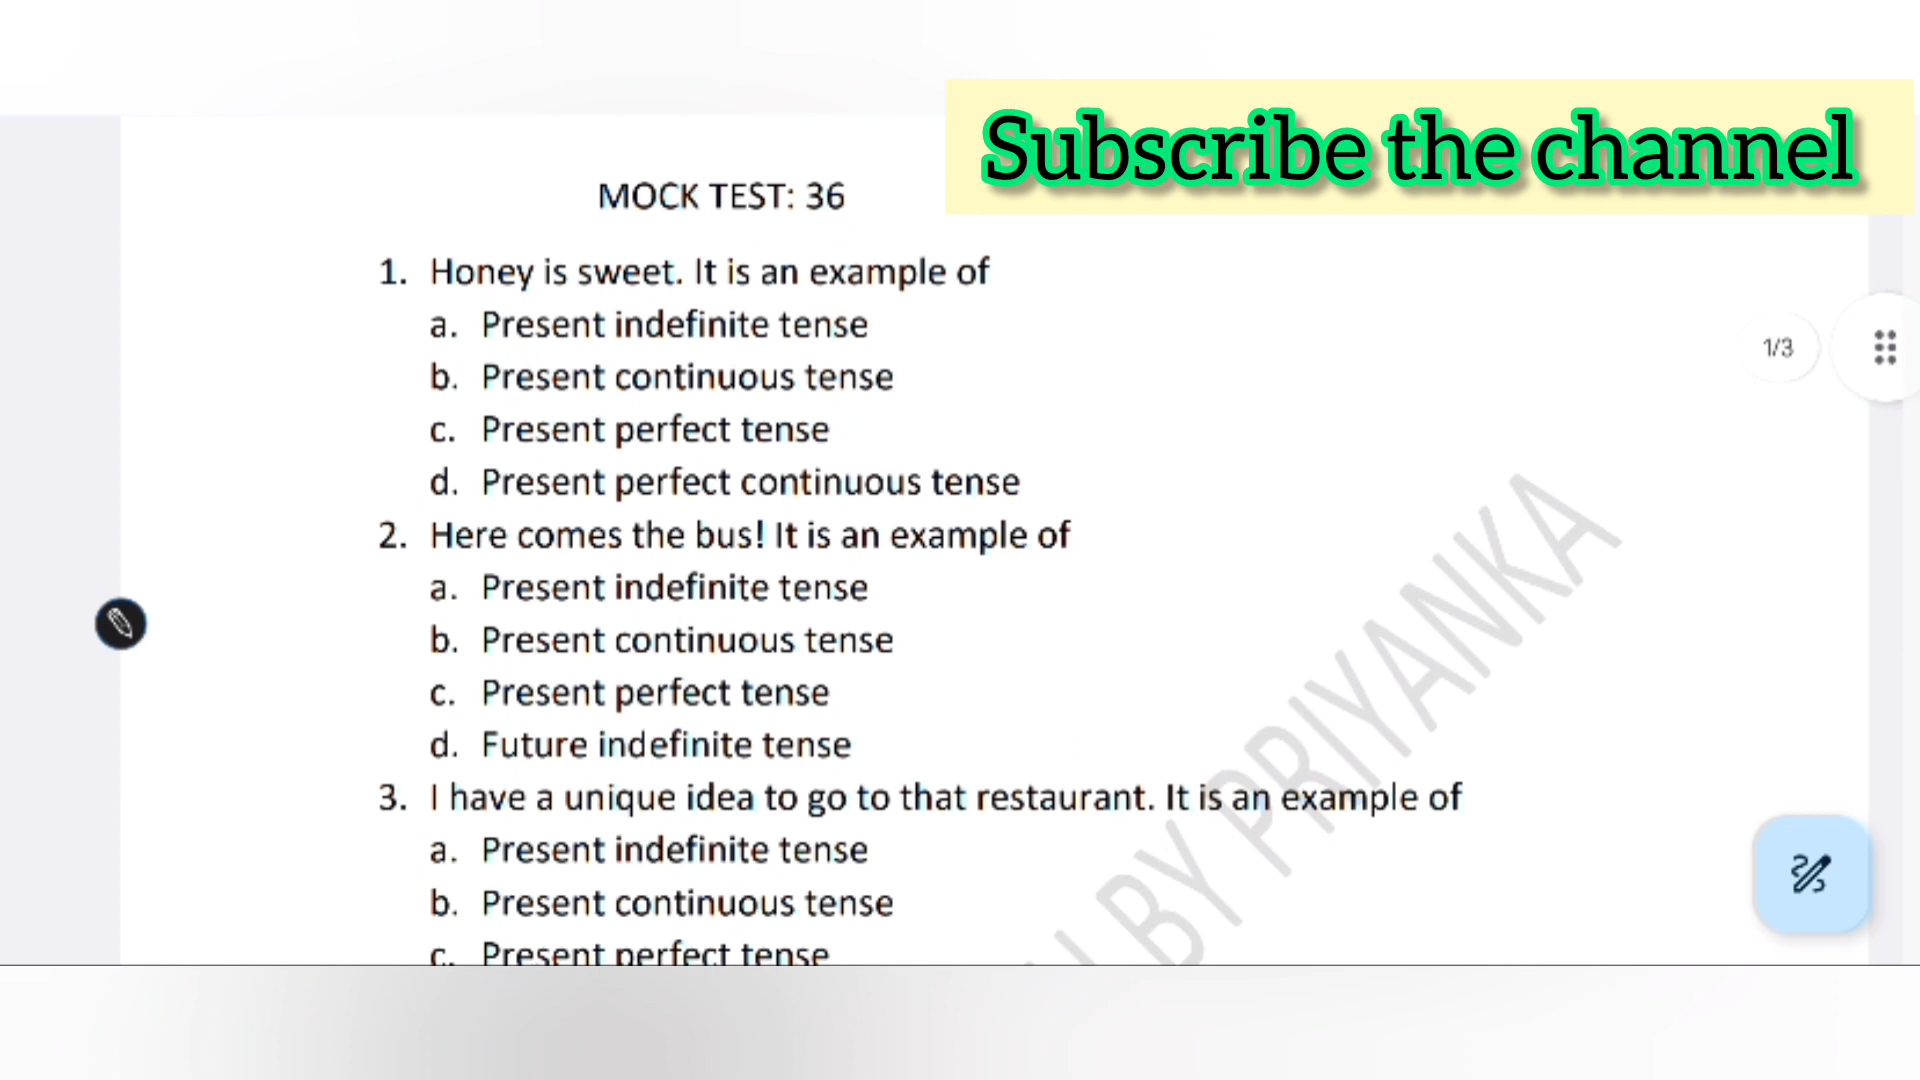 Subscribe the channel
MOCK TEST: 36
1. Honey is sweet. It is an example of
a. Present indefinite tense
b. Present continuous tense
c. Present perfect tense
d. Present perfect continuous tense
1/3
2. Here comes the bus! It is an example of
a. Present indefinite tense
b. Present continuous tense
c. Present perfect tense
d. Future indefinite tense
3. I have a unique idea to go to that restaurant. It is an example of
a. Present indefinite tense
b. Present continuous tense
c. Present perfect tense
BY PRIYANKA